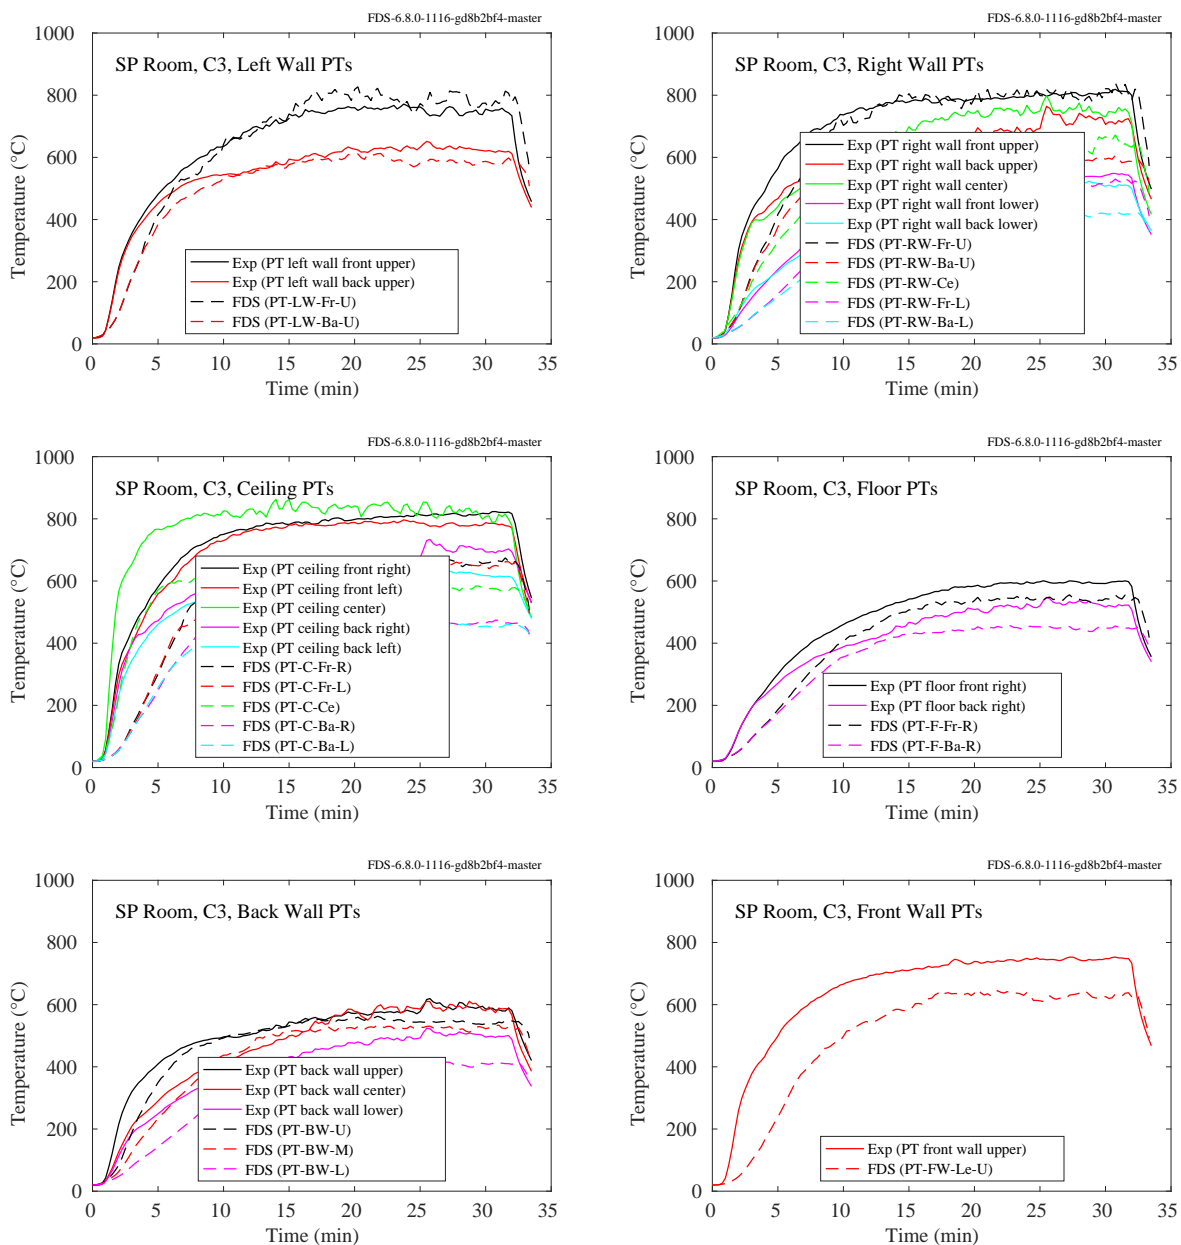 FDS-6.8.0-1116-gd8b2bf4-master
SP Room, C3, Left Wall PTs
Temperature (°C)
1000
800
600
400
200
0
Exp (PT left wall front upper)
Exp (PT left wall back upper)
FDS (PT-LW-Fr-U)
FDS (PT-LW-Ba-U)
0 5 10 15 20 25 30 35
Time (min)
FDS-6.8.0-1116-gd8b2bf4-master
SP Room, C3, Right Wall PTs
Temperature (°C)
1000
800
600
400
200
0
Exp (PT right wall front upper)
Exp (PT right wall back upper)
Exp (PT right wall center)
Exp (PT right wall front lower)
Exp (PT right wall back lower)
FDS (PT-RW-Fr-U)
FDS (PT-RW-Ba-U)
FDS (PT-RW-Ce)
FDS (PT-RW-Fr-L)
FDS (PT-RW-Ba-L)
0 5 10 15 20 25 30 35
Time (min)
FDS-6.8.0-1116-gd8b2bf4-master
SP Room, C3, Ceiling PTs
Temperature (°C)
1000
800
600
400
200
0
Exp (PT ceiling front right)
Exp (PT ceiling front left)
Exp (PT ceiling center)
Exp (PT ceiling back right)
Exp (PT ceiling back left)
FDS (PT-C-Fr-R)
FDS (PT-C-Fr-L)
FDS (PT-C-Ce)
FDS (PT-C-Ba-R)
FDS (PT-C-Ba-L)
0 5 10 15 20 25 30 35
Time (min)
FDS-6.8.0-1116-gd8b2bf4-master
SP Room, C3, Floor PTs
Temperature (°C)
1000
800
600
400
200
0
Exp (PT floor front right)
Exp (PT floor back right)
FDS (PT-F-Fr-R)
FDS (PT-F-Ba-R)
0 5 10 15 20 25 30 35
Time (min)
FDS-6.8.0-1116-gd8b2bf4-master
SP Room, C3, Back Wall PTs
Temperature (°C)
1000
800
600
400
200
0
Exp (PT back wall upper)
Exp (PT back wall center)
Exp (PT back wall lower)
FDS (PT-BW-U)
FDS (PT-BW-M)
FDS (PT-BW-L)
0 5 10 15 20 25 30 35
Time (min)
FDS-6.8.0-1116-gd8b2bf4-master
SP Room, C3, Front Wall PTs
Temperature (°C)
1000
800
600
400
200
0
Exp (PT front wall upper)
FDS (PT-FW-Le-U)
0 5 10 15 20 25 30 35
Time (min)